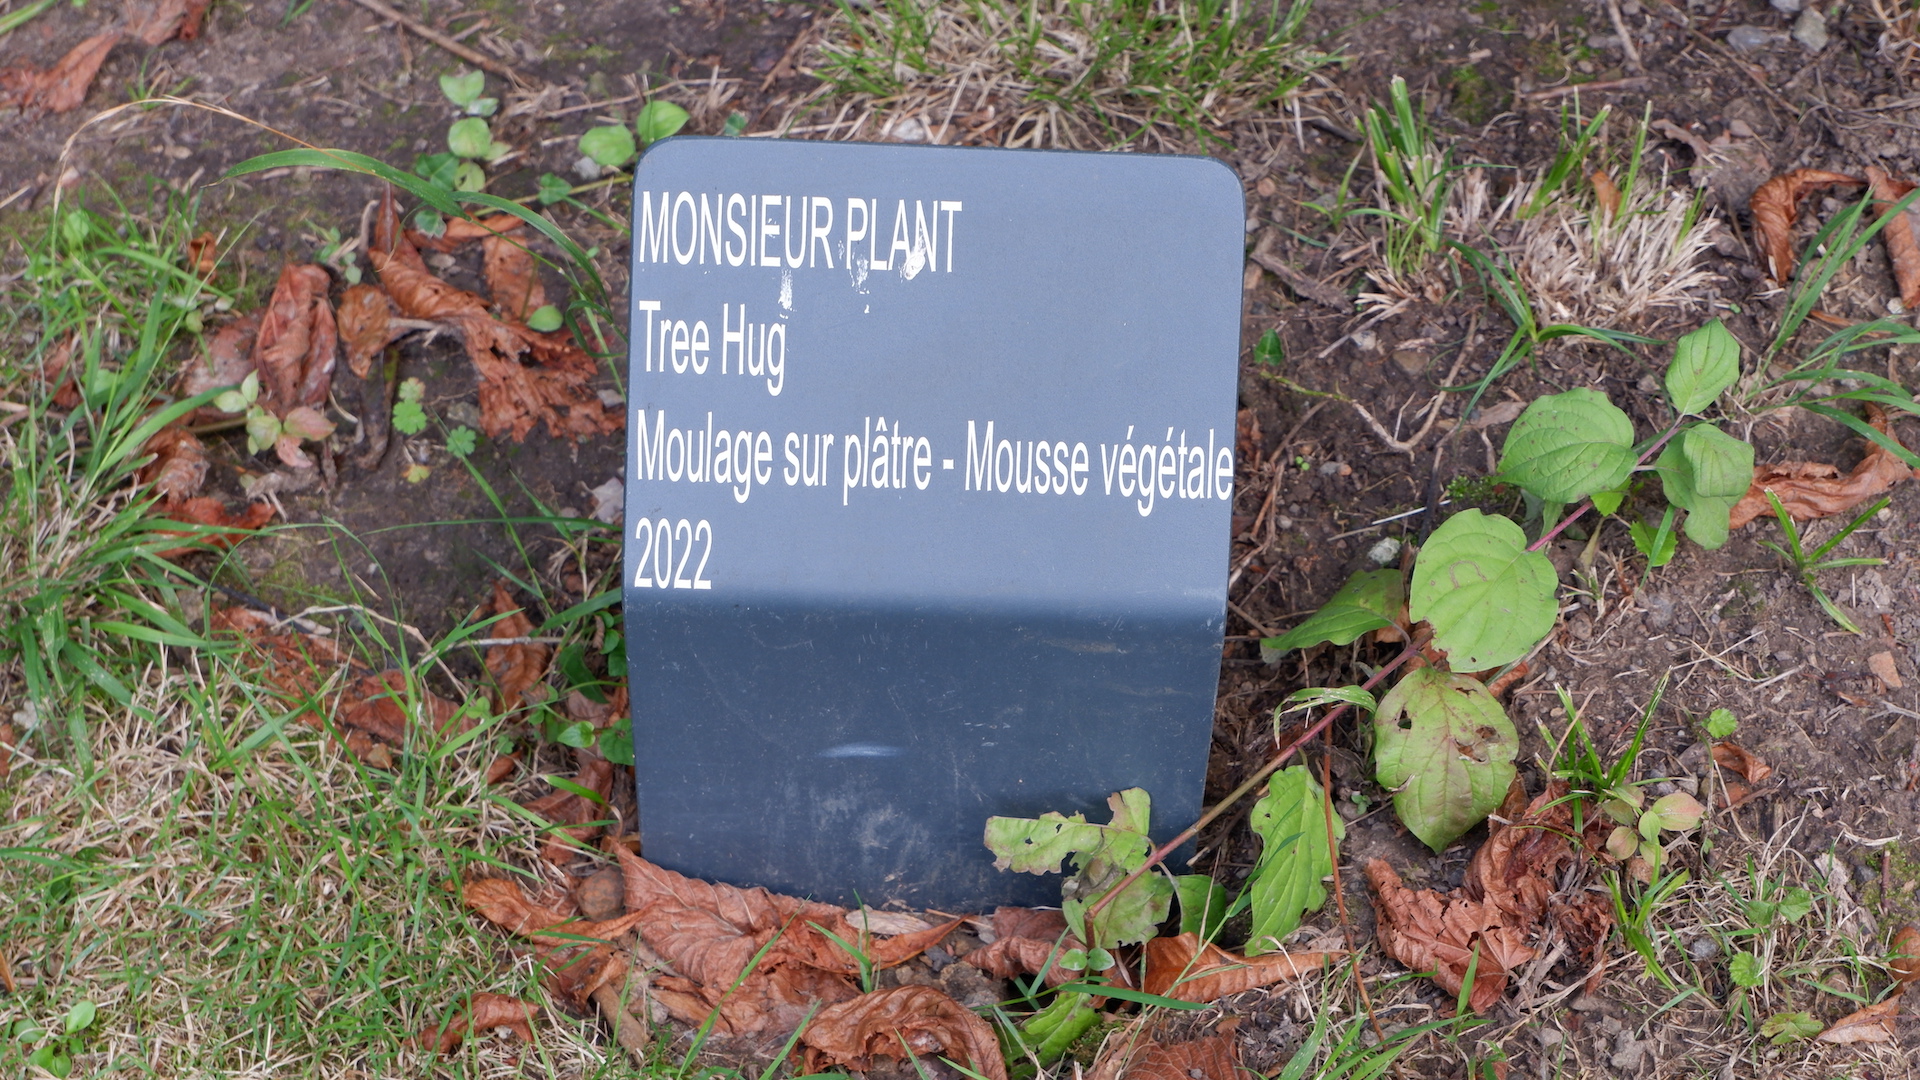 MONSIEUR PLANT
Tree Hug
Moulage sur plâtre - Mousse végétale
2022